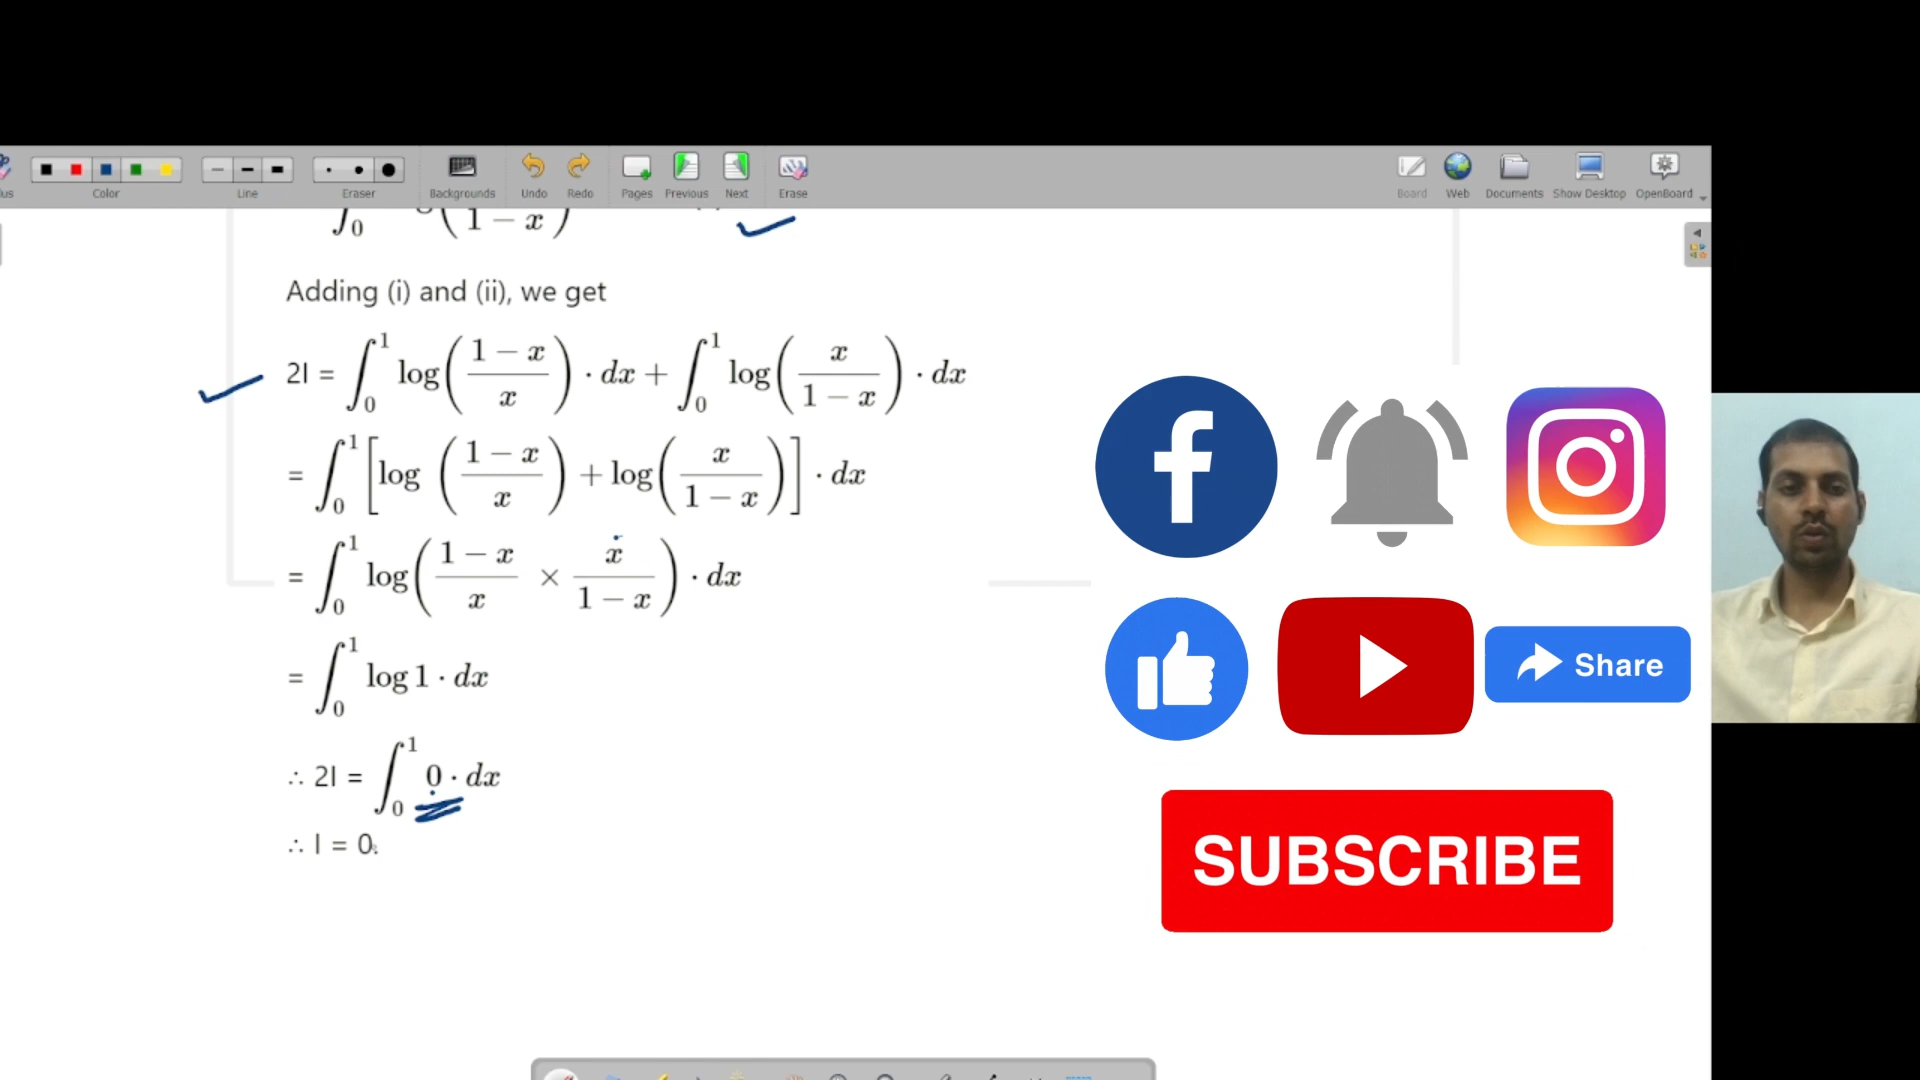 Color Line Eraser Backgrounds Undo Redo Pages Previous Next Erase Board Web Documents Show Desktop OpenBoard
∫₀ (1 − x)
Adding (i) and (ii), we get
2I = ∫₀¹ log((1 − x)/x) · dx + ∫₀¹ log(x/(1 − x)) · dx
= ∫₀¹ [log ((1 − x)/x) + log(x/(1 − x))] · dx
= ∫₀¹ log((1 − x)/x × x/(1 − x)) · dx
= ∫₀¹ log 1 · dx
∴ 2I = ∫₀¹ 0 · dx
∴ I = 0.
Share
SUBSCRIBE